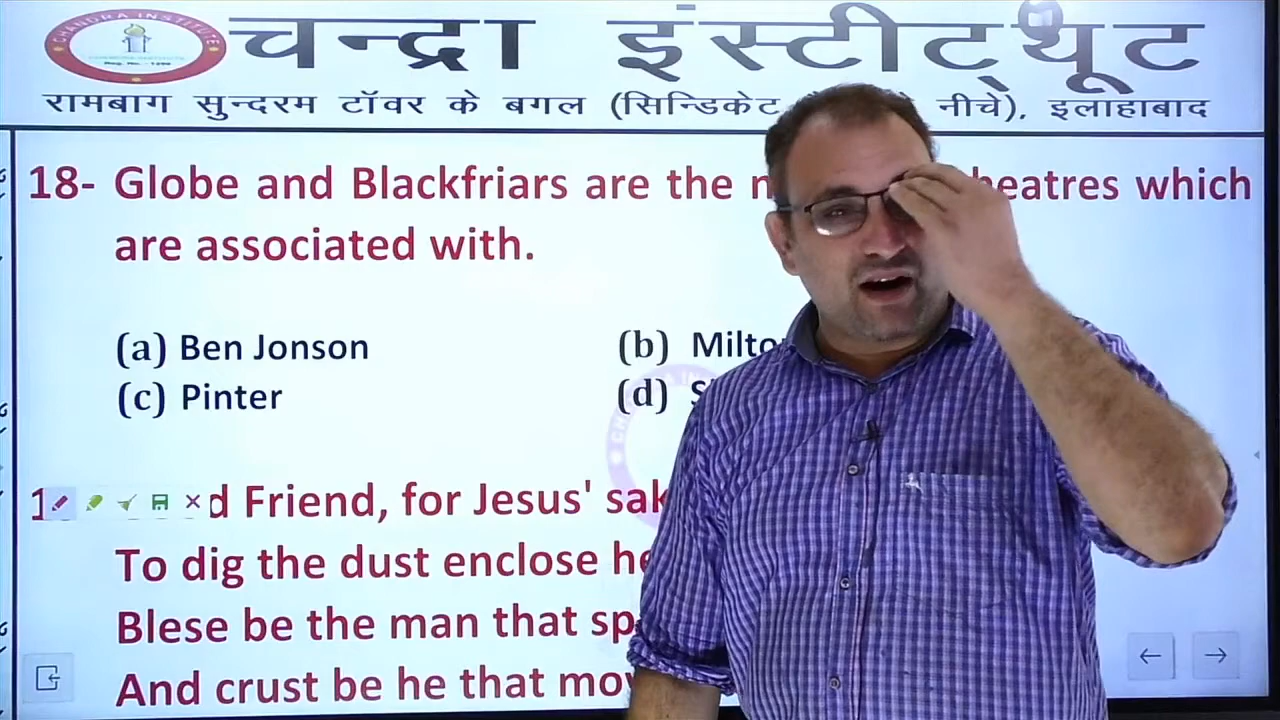 CHANDRA INSTITUTE
चन्द्रा इंस्टीट्यूट
रामबाग सुन्दरम टॉवर के बगल (सिन्डिकेट नीचे), इलाहाबाद
18- Globe and Blackfriars are the heatres which
are associated with.
(a) Ben Jonson
(b) Milto
(c) Pinter
(d) S
d Friend, for Jesus' sak
To dig the dust enclose he
Blese be the man that sp
And crust be he that mov